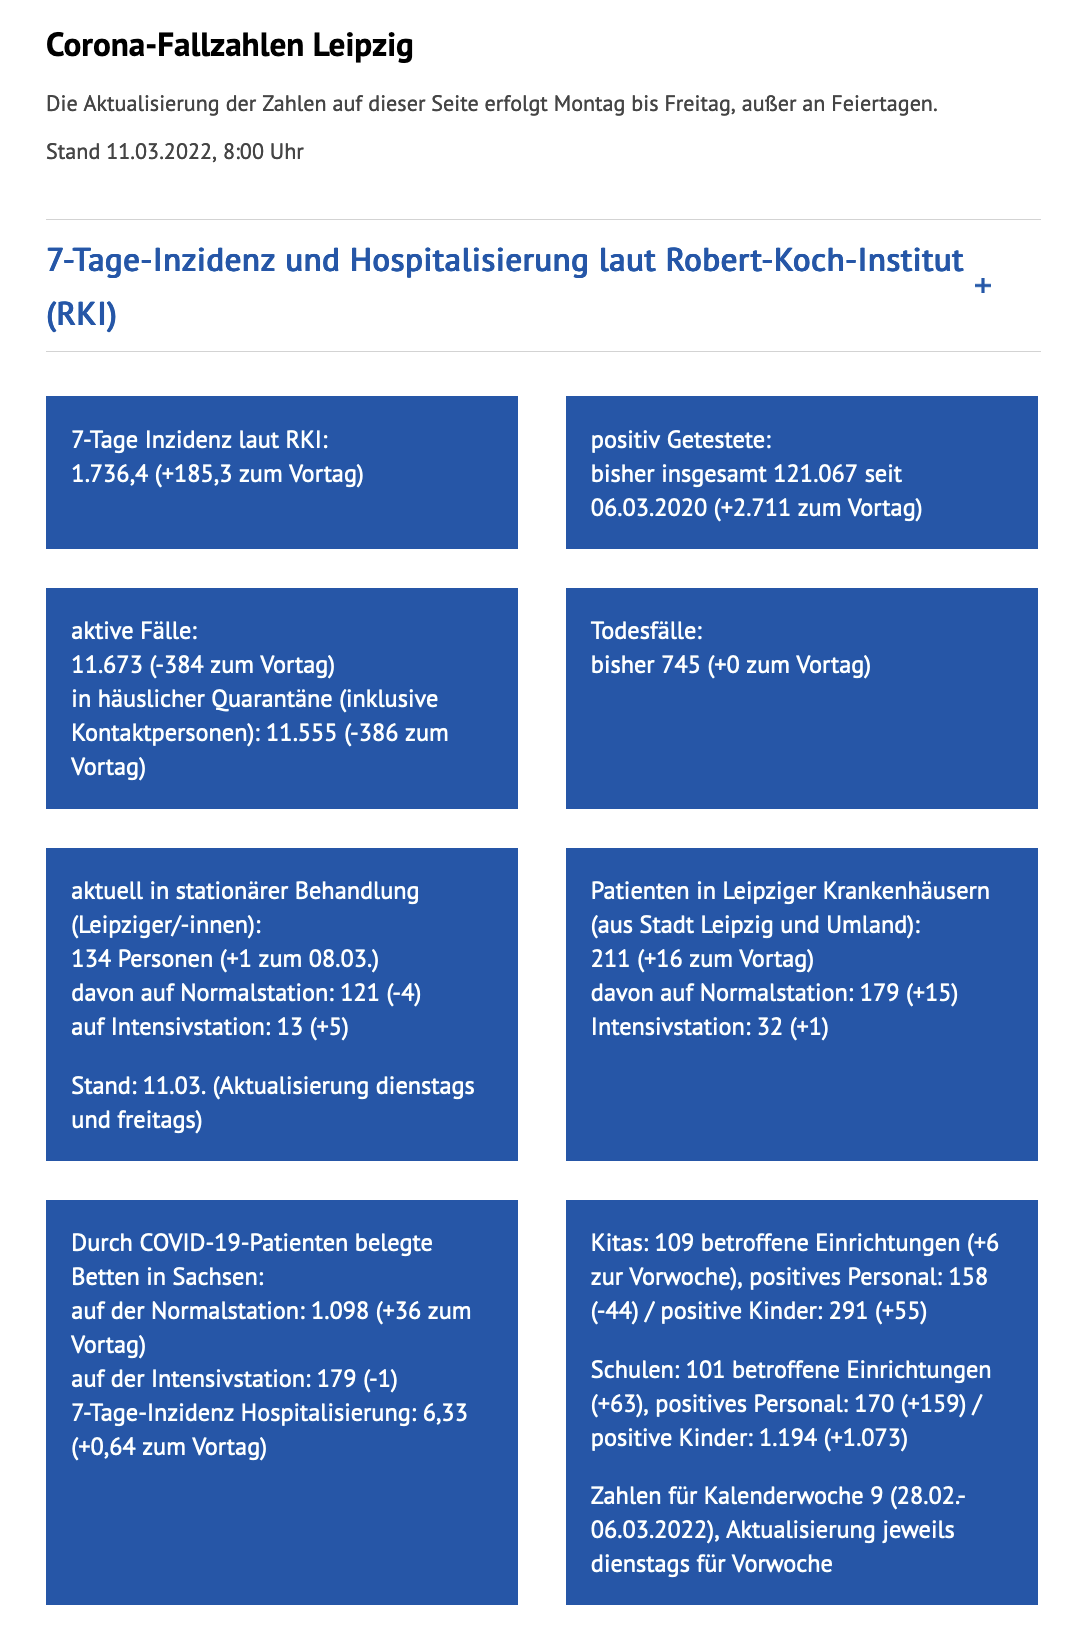 Corona-Fallzahlen Leipzig
Die Aktualisierung der Zahlen auf dieser Seite erfolgt Montag bis Freitag, außer an Feiertagen.
Stand 11.03.2022, 8:00 Uhr
7-Tage-Inzidenz und Hospitalisierung laut Robert-Koch-Institut
(RKI)
+
7-Tage Inzidenz laut RKI:
1.736,4 (+185,3 zum Vortag)
positiv Getestete:
bisher insgesamt 121.067 seit
06.03.2020 (+2.711 zum Vortag)
aktive Fälle:
11.673 (-384 zum Vortag)
in häuslicher Quarantäne (inklusive
Kontaktpersonen): 11.555 (-386 zum
Vortag)
Todesfälle:
bisher 745 (+0 zum Vortag)
aktuell in stationärer Behandlung
(Leipziger/-innen):
134 Personen (+1 zum 08.03.)
davon auf Normalstation: 121 (-4)
auf Intensivstation: 13 (+5)
Stand: 11.03. (Aktualisierung dienstags
und freitags)
Patienten in Leipziger Krankenhäusern
(aus Stadt Leipzig und Umland):
211 (+16 zum Vortag)
davon auf Normalstation: 179 (+15)
Intensivstation: 32 (+1)
Durch COVID-19-Patienten belegte
Betten in Sachsen:
auf der Normalstation: 1.098 (+36 zum
Vortag)
auf der Intensivstation: 179 (-1)
7-Tage-Inzidenz Hospitalisierung: 6,33
(+0,64 zum Vortag)
Kitas: 109 betroffene Einrichtungen (+6
zur Vorwoche), positives Personal: 158
(-44) / positive Kinder: 291 (+55)
Schulen: 101 betroffene Einrichtungen
(+63), positives Personal: 170 (+159) /
positive Kinder: 1.194 (+1.073)
Zahlen für Kalenderwoche 9 (28.02.-
06.03.2022), Aktualisierung jeweils
dienstags für Vorwoche